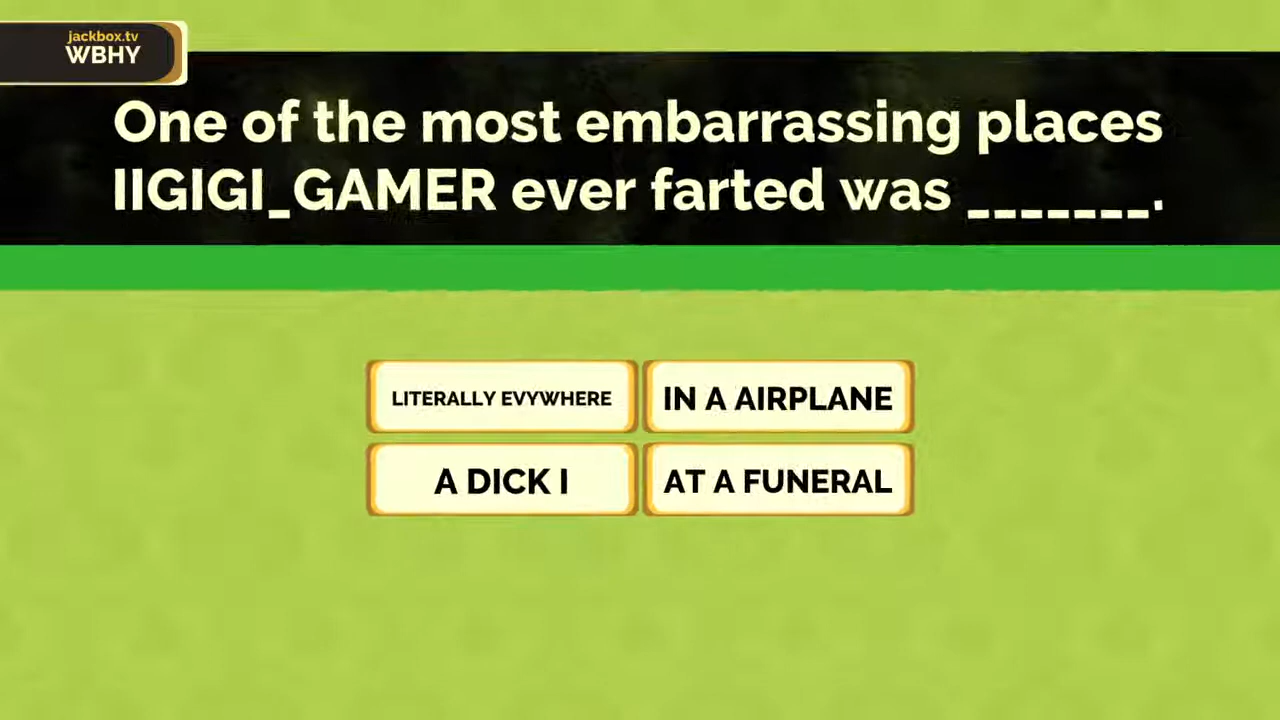 jackbox.tv
WBHY
One of the most embarrassing places
IIGIGI_GAMER ever farted was _______.
LITERALLY EVYWHERE
IN A AIRPLANE
A DICK I
AT A FUNERAL